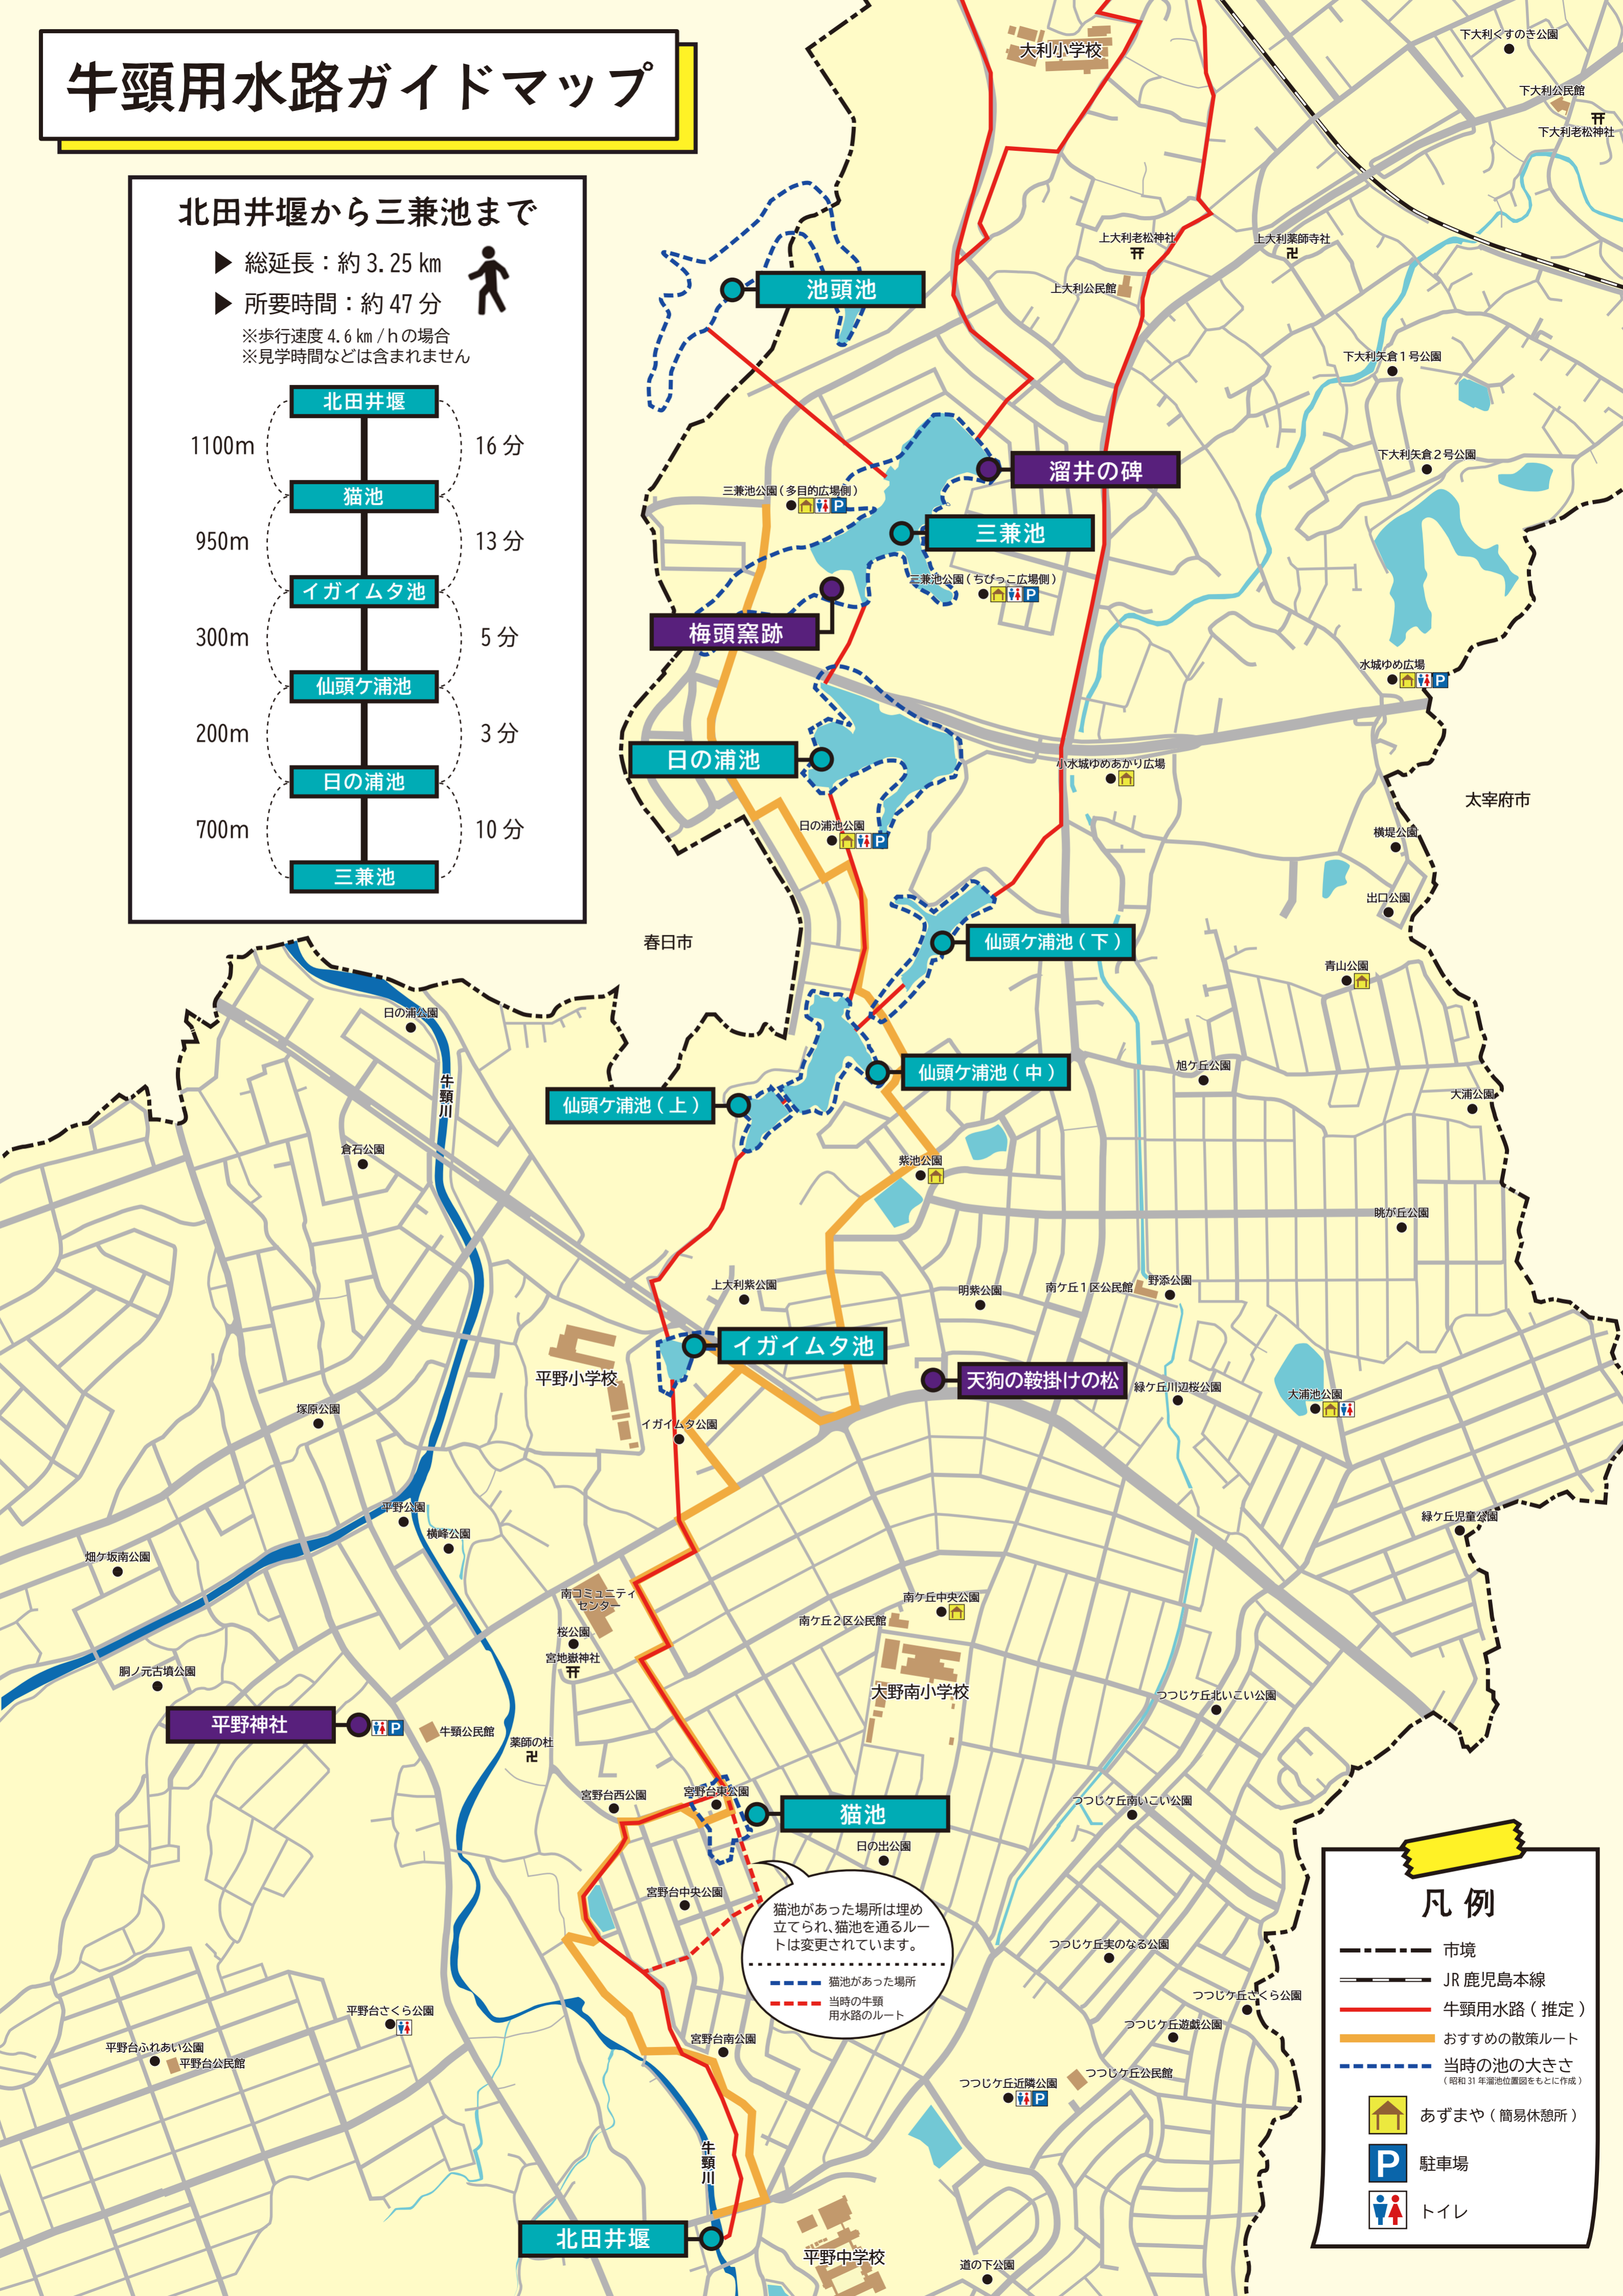 牛頸用水路ガイドマップ
北田井堰から三兼池まで
▶ 総延長：約 3.25 km
▶ 所要時間：約 47 分
※歩行速度 4.6 km / h の場合
※見学時間などは含まれません
北田井堰
1100m
16 分
猫池
950m
13 分
イガイムタ池
300m
5 分
仙頭ケ浦池
200m
3 分
日の浦池
700m
10 分
三兼池
大利小学校
下大利くすのき公園
下大利公民館
下大利老松神社
上大利老松神社
上大利薬師寺社
上大利公民館
池頭池
下大利矢倉１号公園
下大利矢倉２号公園
溜井の碑
三兼池公園（多目的広場側）
P
三兼池
三兼池公園（ちびっこ広場側）
P
梅頭窯跡
水城ゆめ広場
P
日の浦池
小水城ゆめあかり広場
太宰府市
日の浦池公園
P
横堤公園
出口公園
春日市
仙頭ケ浦池（下）
青山公園
日の浦公園
牛頸川
仙頭ケ浦池（中）
旭ケ丘公園
大浦公園
仙頭ケ浦池（上）
倉石公園
紫池公園
眺が丘公園
上大利紫公園
明紫公園
南ケ丘１区公民館
野添公園
イガイムタ池
平野小学校
天狗の鞍掛けの松
緑ケ丘川辺桜公園
大浦池公園
塚原公園
イガイムタ公園
平野公園
横峰公園
緑ケ丘児童公園
畑ケ坂南公園
南コミュニティ
センター
南ケ丘中央公園
南ケ丘２区公民館
桜公園
宮地嶽神社
胴ノ元古墳公園
大野南小学校
つつじケ丘北いこい公園
平野神社
P
牛頸公民館
薬師の杜
宮野台西公園
宮野台東公園
猫池
つつじケ丘南いこい公園
日の出公園
宮野台中央公園
猫池があった場所は埋め
立てられ、猫池を通るルー
トは変更されています。
猫池があった場所
当時の牛頸
用水路のルート
つつじケ丘実のなる公園
つつじケ丘さくら公園
つつじケ丘遊戯公園
平野台さくら公園
平野台ふれあい公園
平野台公民館
宮野台南公園
つつじケ丘公民館
つつじケ丘近隣公園
P
牛頸川
北田井堰
平野中学校
道の下公園
凡 例
市境
JR 鹿児島本線
牛頸用水路（推定）
おすすめの散策ルート
当時の池の大きさ
（昭和 31 年溜池位置図をもとに作成）
あずまや（簡易休憩所）
P 駐車場
トイレ